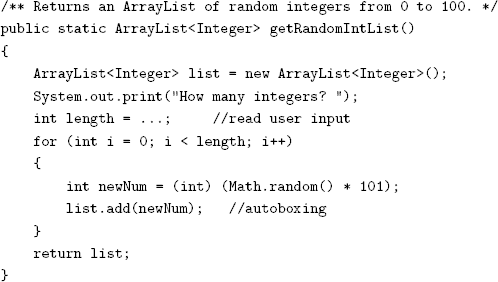 /** Returns an ArrayList of random integers from 0 to 100. */
public static ArrayList<Integer> getRandomIntList()
{
    ArrayList<Integer> list = new ArrayList<Integer>();
    System.out.print("How many integers? ");
    int length = ...;     //read user input
    for (int i = 0; i < length; i++)
    {
        int newNum = (int) (Math.random() * 101);
        list.add(newNum);   //autoboxing
    }
    return list;
}